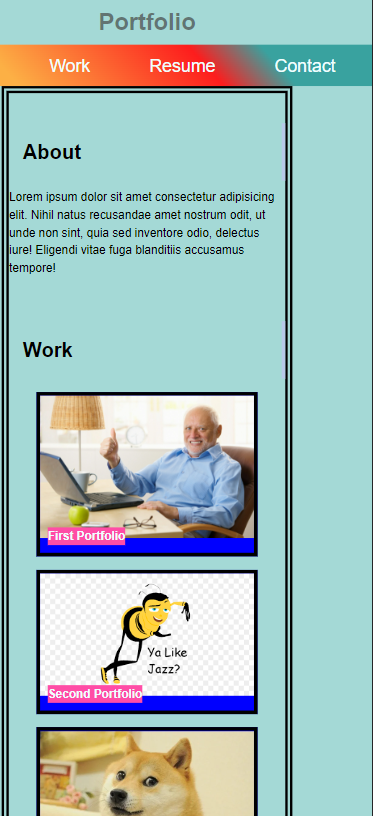 Portfolio
Work Resume Contact
About
Lorem ipsum dolor sit amet consectetur adipisicing
elit. Nihil natus recusandae amet nostrum odit, ut
unde non sint, quia sed inventore odio, delectus
iure! Eligendi vitae fuga blanditiis accusamus
tempore!
Work
First Portfolio
Ya Like
Jazz?
Second Portfolio